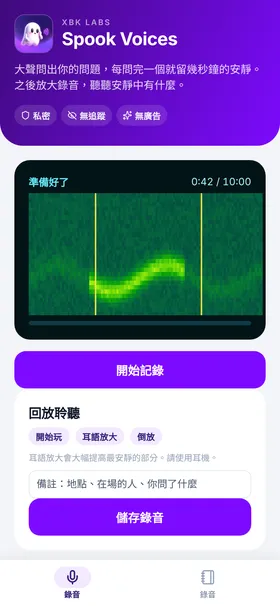 XBK LABS
Spook Voices
大聲問出你的問題，每問完一個就留幾秒鐘的安靜。
之後放大錄音，聽聽安靜中有什麼。
私密
無追蹤
無廣告
準備好了
0:42 / 10:00
開始記錄
回放聆聽
開始玩
耳語放大
倒放
耳語放大會大幅提高最安靜的部分。請使用耳機。
備註：地點、在場的人、你問了什麼
儲存錄音
錄音
錄音